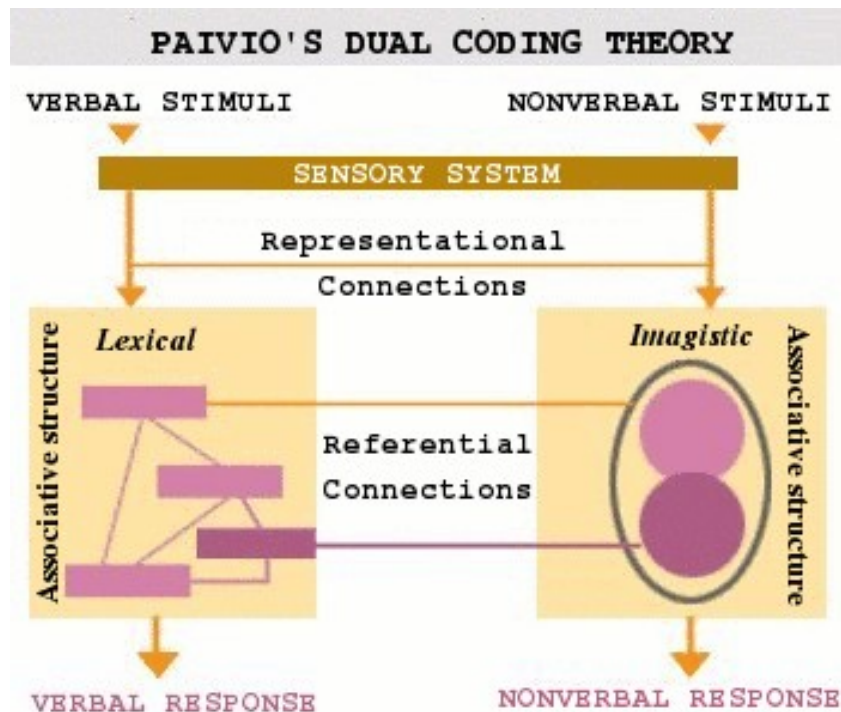 PAIVIO'S DUAL CODING THEORY
VERBAL STIMULI
NONVERBAL STIMULI
SENSORY SYSTEM
Representational
Connections
Associative structure
Lexical
Imagistic
Associative structure
Referential
Connections
VERBAL RESPONSE
NONVERBAL RESPONSE